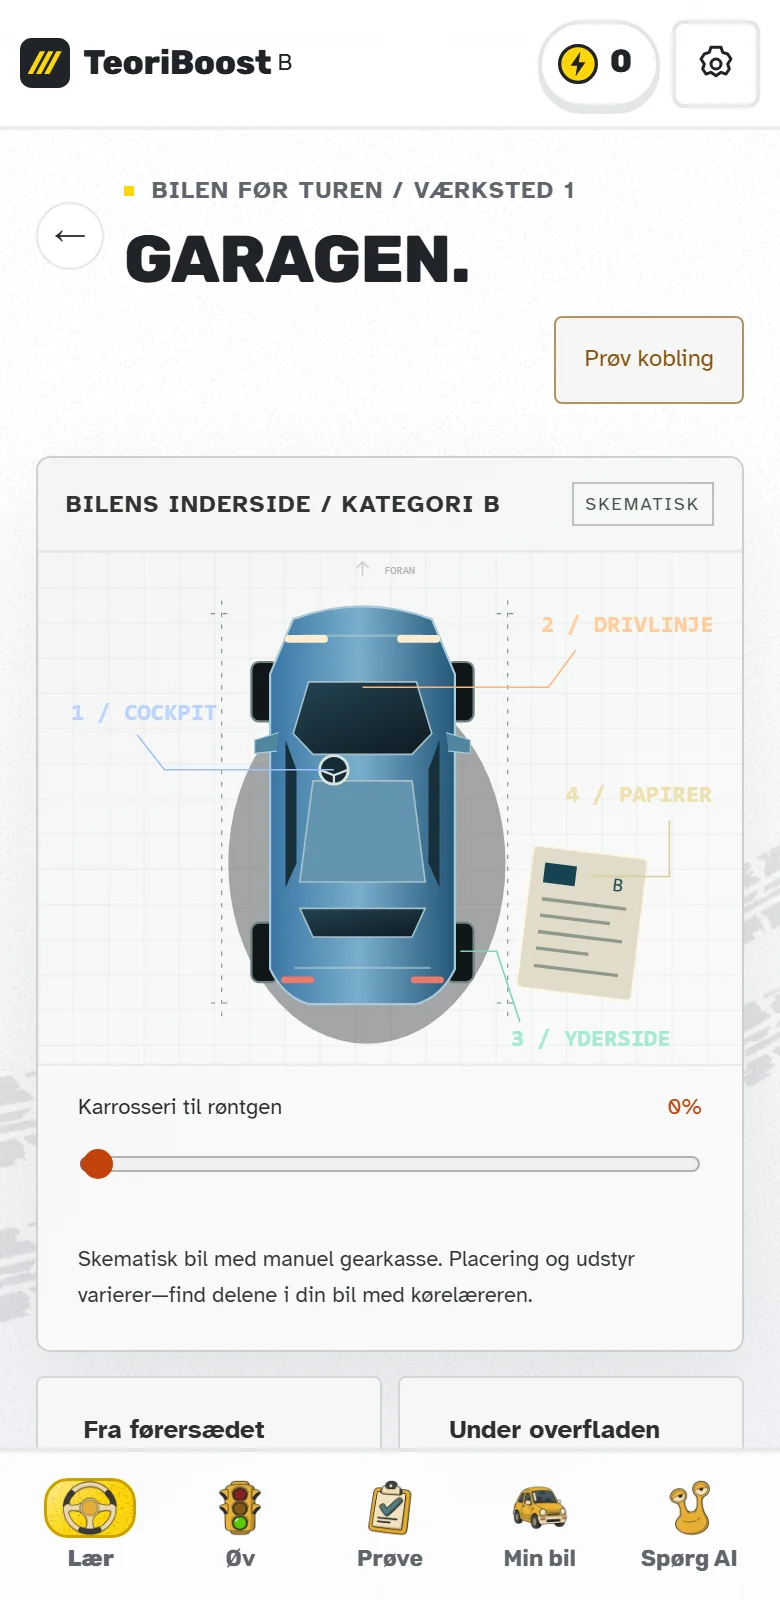 TeoriBoost B
0
BILEN FØR TUREN / VÆRKSTED 1
←
GARAGEN.
Prøv kobling
BILENS INDERSIDE / KATEGORI B
SKEMATISK
↑ FORAN
2 / DRIVLINJE
1 / COCKPIT
4 / PAPIRER
B
3 / YDERSIDE
Karrosseri til røntgen
0%
Skematisk bil med manuel gearkasse. Placering og udstyr
varierer—find delene i din bil med kørelæreren.
Fra førersædet
Under overfladen
Lær
Øv
Prøve
Min bil
Spørg AI